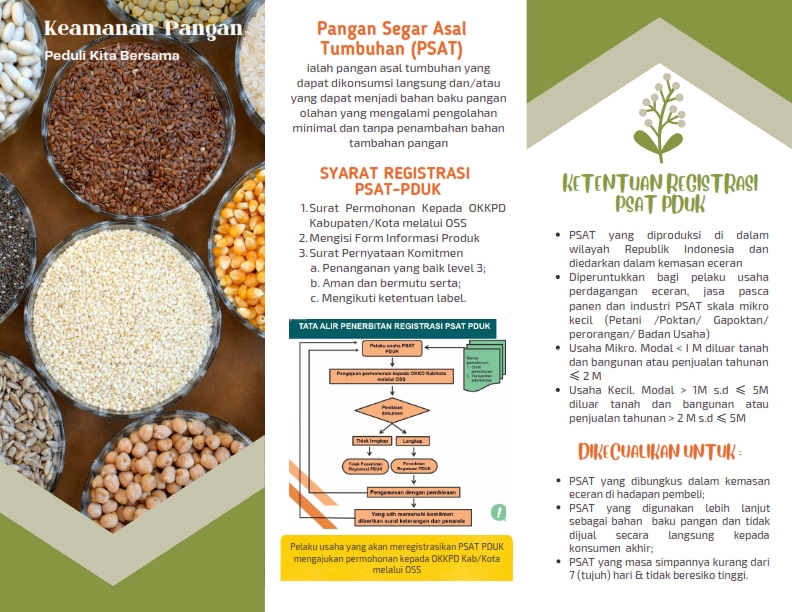 Keamanan Pangan
Peduli Kita Bersama
Pangan Segar Asal
Tumbuhan (PSAT)
ialah pangan asal tumbuhan yang
dapat dikonsumsi langsung dan/atau
yang dapat menjadi bahan baku pangan
olahan yang mengalami pengolahan
minimal dan tanpa penambahan bahan
tambahan pangan
SYARAT REGISTRASI
PSAT-PDUK
1. Surat Permohonan Kepada OKKPD
Kabupaten/Kota melalui OSS
2. Mengisi Form Informasi Produk
3. Surat Pernyataan Komitmen
a. Penanganan yang baik level 3;
b. Aman dan bermutu serta;
c. Mengikuti ketentuan label.
TATA ALIR PENERBITAN REGISTRASI PSAT PDUK
Pelaku usaha PSAT
PDUK
Pengajuan permohonan kepada OKKD Kab/Kota
melalui OSS
1. Surat
2.
Penilaian
dokumen
Tidak lengkap
Lengkap
Tidak Penerbitan
Registrasi PDUK
Penerbitan
Registrasi PDUK
Pengawasan dengan pembinaan
Yang sdh memenuhi komitmen
diberikan surat keterangan dan penanda
Pelaku usaha yang akan meregistrasikan PSAT PDUK
mengajukan permohonan kepada OKKPD Kab/Kota
melalui OSS
KETENTUAN REGISTRASI
PSAT PDUK
• PSAT yang diproduksi di dalam
wilayah Republik Indonesia dan
diedarkan dalam kemasan eceran
• Diperuntukkan bagi pelaku usaha
perdagangan eceran, jasa pasca
panen dan industri PSAT skala mikro
kecil (Petani /Poktan/ Gapoktan/
perorangan/ Badan Usaha)
• Usaha Mikro. Modal < I M diluar tanah
dan bangunan atau penjualan tahunan
⩽ 2 M
• Usaha Kecil. Modal > 1M s.d ⩽ 5M
diluar tanah dan bangunan atau
penjualan tahunan > 2 M s.d ⩽ 5M
DIKECUALIKAN UNTUK :
• PSAT yang dibungkus dalam kemasan
eceran di hadapan pembeli;
• PSAT yang digunakan lebih lanjut
sebagai bahan baku pangan dan tidak
dijual secara langsung kepada
konsumen akhir;
• PSAT yang masa simpannya kurang dari
7 (tujuh) hari & tidak beresiko tinggi.